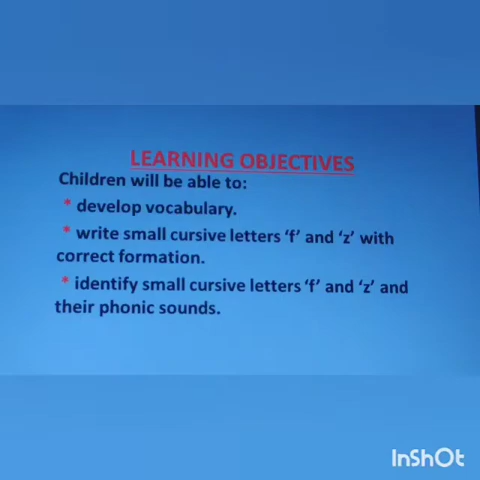 LEARNING OBJECTIVES
Children will be able to:
* develop vocabulary.
* write small cursive letters ‘f’ and ‘z’ with
correct formation.
* identify small cursive letters ‘f’ and ‘z’ and
their phonic sounds.
InShOt